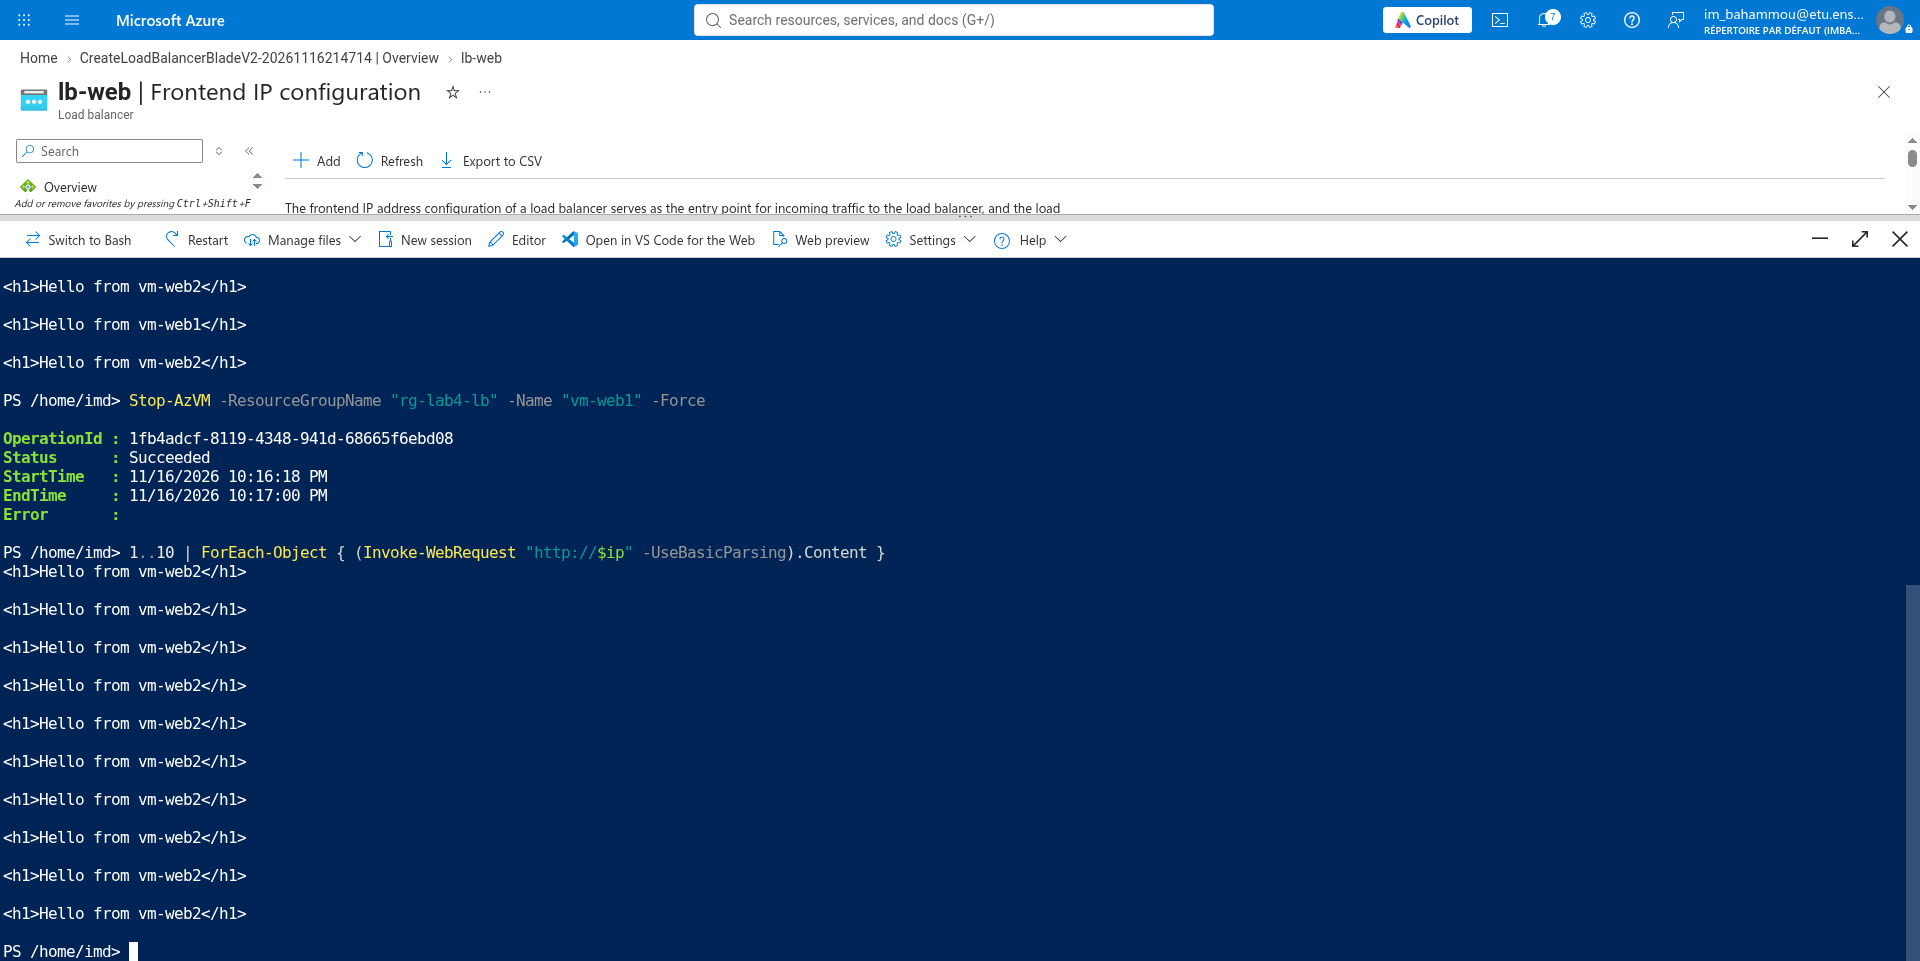 Microsoft Azure
Search resources, services, and docs (G+/)
Copilot
7
im_bahammou@etu.ens...
RÉPERTOIRE PAR DÉFAUT (IMBA...
Home › CreateLoadBalancerBladeV2-20261116214714 | Overview › lb-web
lb-web | Frontend IP configuration
Load balancer
Search
Add
Refresh
Export to CSV
Overview
Add or remove favorites by pressing Ctrl+Shift+F
The frontend IP address configuration of a load balancer serves as the entry point for incoming traffic to the load balancer, and the load
Switch to Bash
Restart
Manage files
New session
Editor
Open in VS Code for the Web
Web preview
Settings
Help
<h1>Hello from vm-web2</h1>
<h1>Hello from vm-web1</h1>
<h1>Hello from vm-web2</h1>
PS /home/imd> Stop-AzVM -ResourceGroupName "rg-lab4-lb" -Name "vm-web1" -Force
OperationId : 1fb4adcf-8119-4348-941d-68665f6ebd08
Status : Succeeded
StartTime : 11/16/2026 10:16:18 PM
EndTime : 11/16/2026 10:17:00 PM
Error :
PS /home/imd> 1..10 | ForEach-Object { (Invoke-WebRequest "http://$ip" -UseBasicParsing).Content }
<h1>Hello from vm-web2</h1>
<h1>Hello from vm-web2</h1>
<h1>Hello from vm-web2</h1>
<h1>Hello from vm-web2</h1>
<h1>Hello from vm-web2</h1>
<h1>Hello from vm-web2</h1>
<h1>Hello from vm-web2</h1>
<h1>Hello from vm-web2</h1>
<h1>Hello from vm-web2</h1>
<h1>Hello from vm-web2</h1>
PS /home/imd>